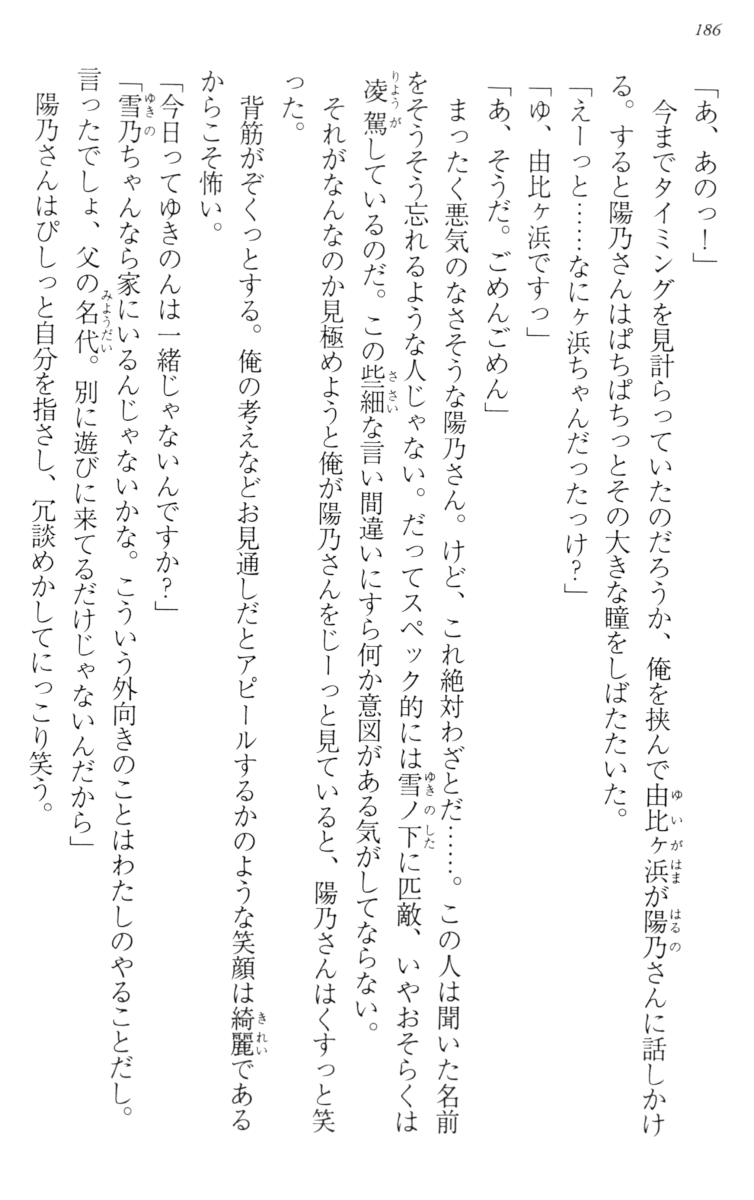 186
「あ、あのっ！」
　今までタイミングを見計らっていたのだろうか、俺を挟んで由比ヶ浜が陽乃さんに話しかけ
る。すると陽乃さんはぱちぱちっとその大きな瞳をしばたたいた。
「えーっと……なにヶ浜ちゃんだったっけ？」
「ゆ、由比ヶ浜ですっ」
「あ、そうだ。ごめんごめん」
　まったく悪気のなさそうな陽乃さん。けど、これ絶対わざとだ……。この人は聞いた名前
をそうそう忘れるような人じゃない。だってスペック的には雪ノ下に匹敵、いやおそらくは
凌駕しているのだ。この些細な言い間違いにすら何か意図がある気がしてならない。
　それがなんなのか見極めようと俺が陽乃さんをじーっと見ていると、陽乃さんはくすっと笑
った。
　背筋がぞくっとする。俺の考えなどお見通しだとアピールするかのような笑顔は綺麗である
からこそ怖い。
「今日ってゆきのんは一緒じゃないんですか？」
「雪乃ちゃんなら家にいるんじゃないかな。こういう外向きのことはわたしのやることだし。
言ったでしょ、父の名代。別に遊びに来てるだけじゃないんだから」
　陽乃さんはぴしっと自分を指さし、冗談めかしてにっこり笑う。